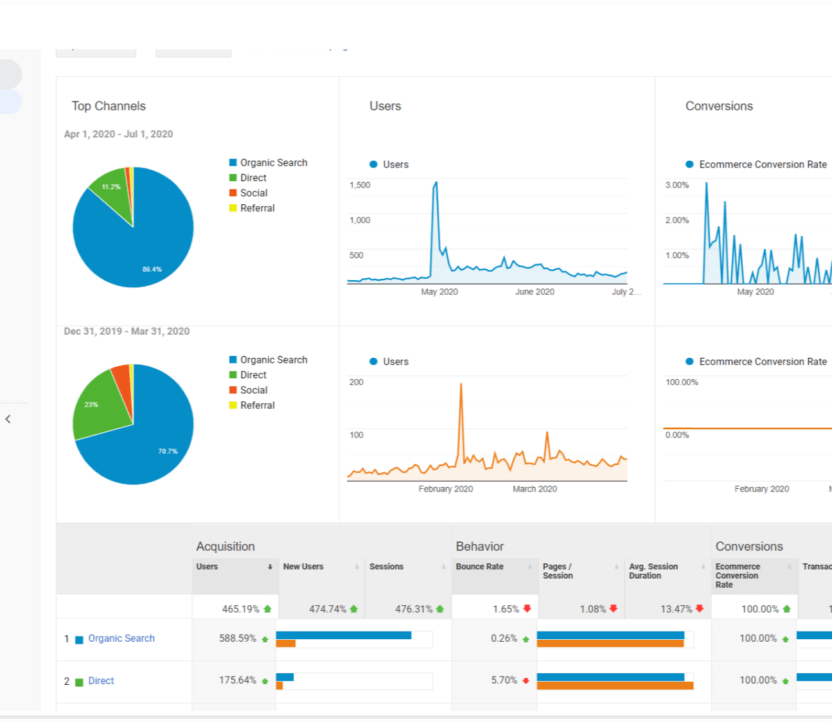 Top Channels
Users
Conversions
Apr 1, 2020 - Jul 1, 2020
Organic Search
Direct
Social
Referral
11.2%
86.4%
Users
1,500
1,000
500
May 2020
June 2020
July 2...
Ecommerce Conversion Rate
3.00%
2.00%
1.00%
May 2020
Dec 31, 2019 - Mar 31, 2020
Organic Search
Direct
Social
Referral
23%
70.7%
Users
200
100
February 2020
March 2020
Ecommerce Conversion Rate
100.00%
0.00%
February 2020
Acquisition
Behavior
Conversions
Users
New Users
Sessions
Bounce Rate
Pages /
Session
Avg. Session
Duration
Ecommerce
Conversion
Rate
Transac
465.19%
474.74%
476.31%
1.65%
1.08%
13.47%
100.00%
1 Organic Search
588.59%
0.26%
100.00%
2 Direct
175.64%
5.70%
100.00%